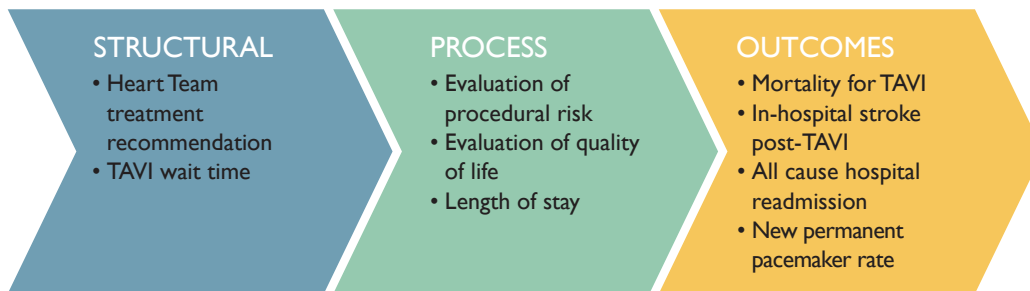 STRUCTURAL
• Heart Team
treatment
recommendation
• TAVI wait time
PROCESS
• Evaluation of
procedural risk
• Evaluation of quality
of life
• Length of stay
OUTCOMES
• Mortality for TAVI
• In-hospital stroke
post-TAVI
• All cause hospital
readmission
• New permanent
pacemaker rate